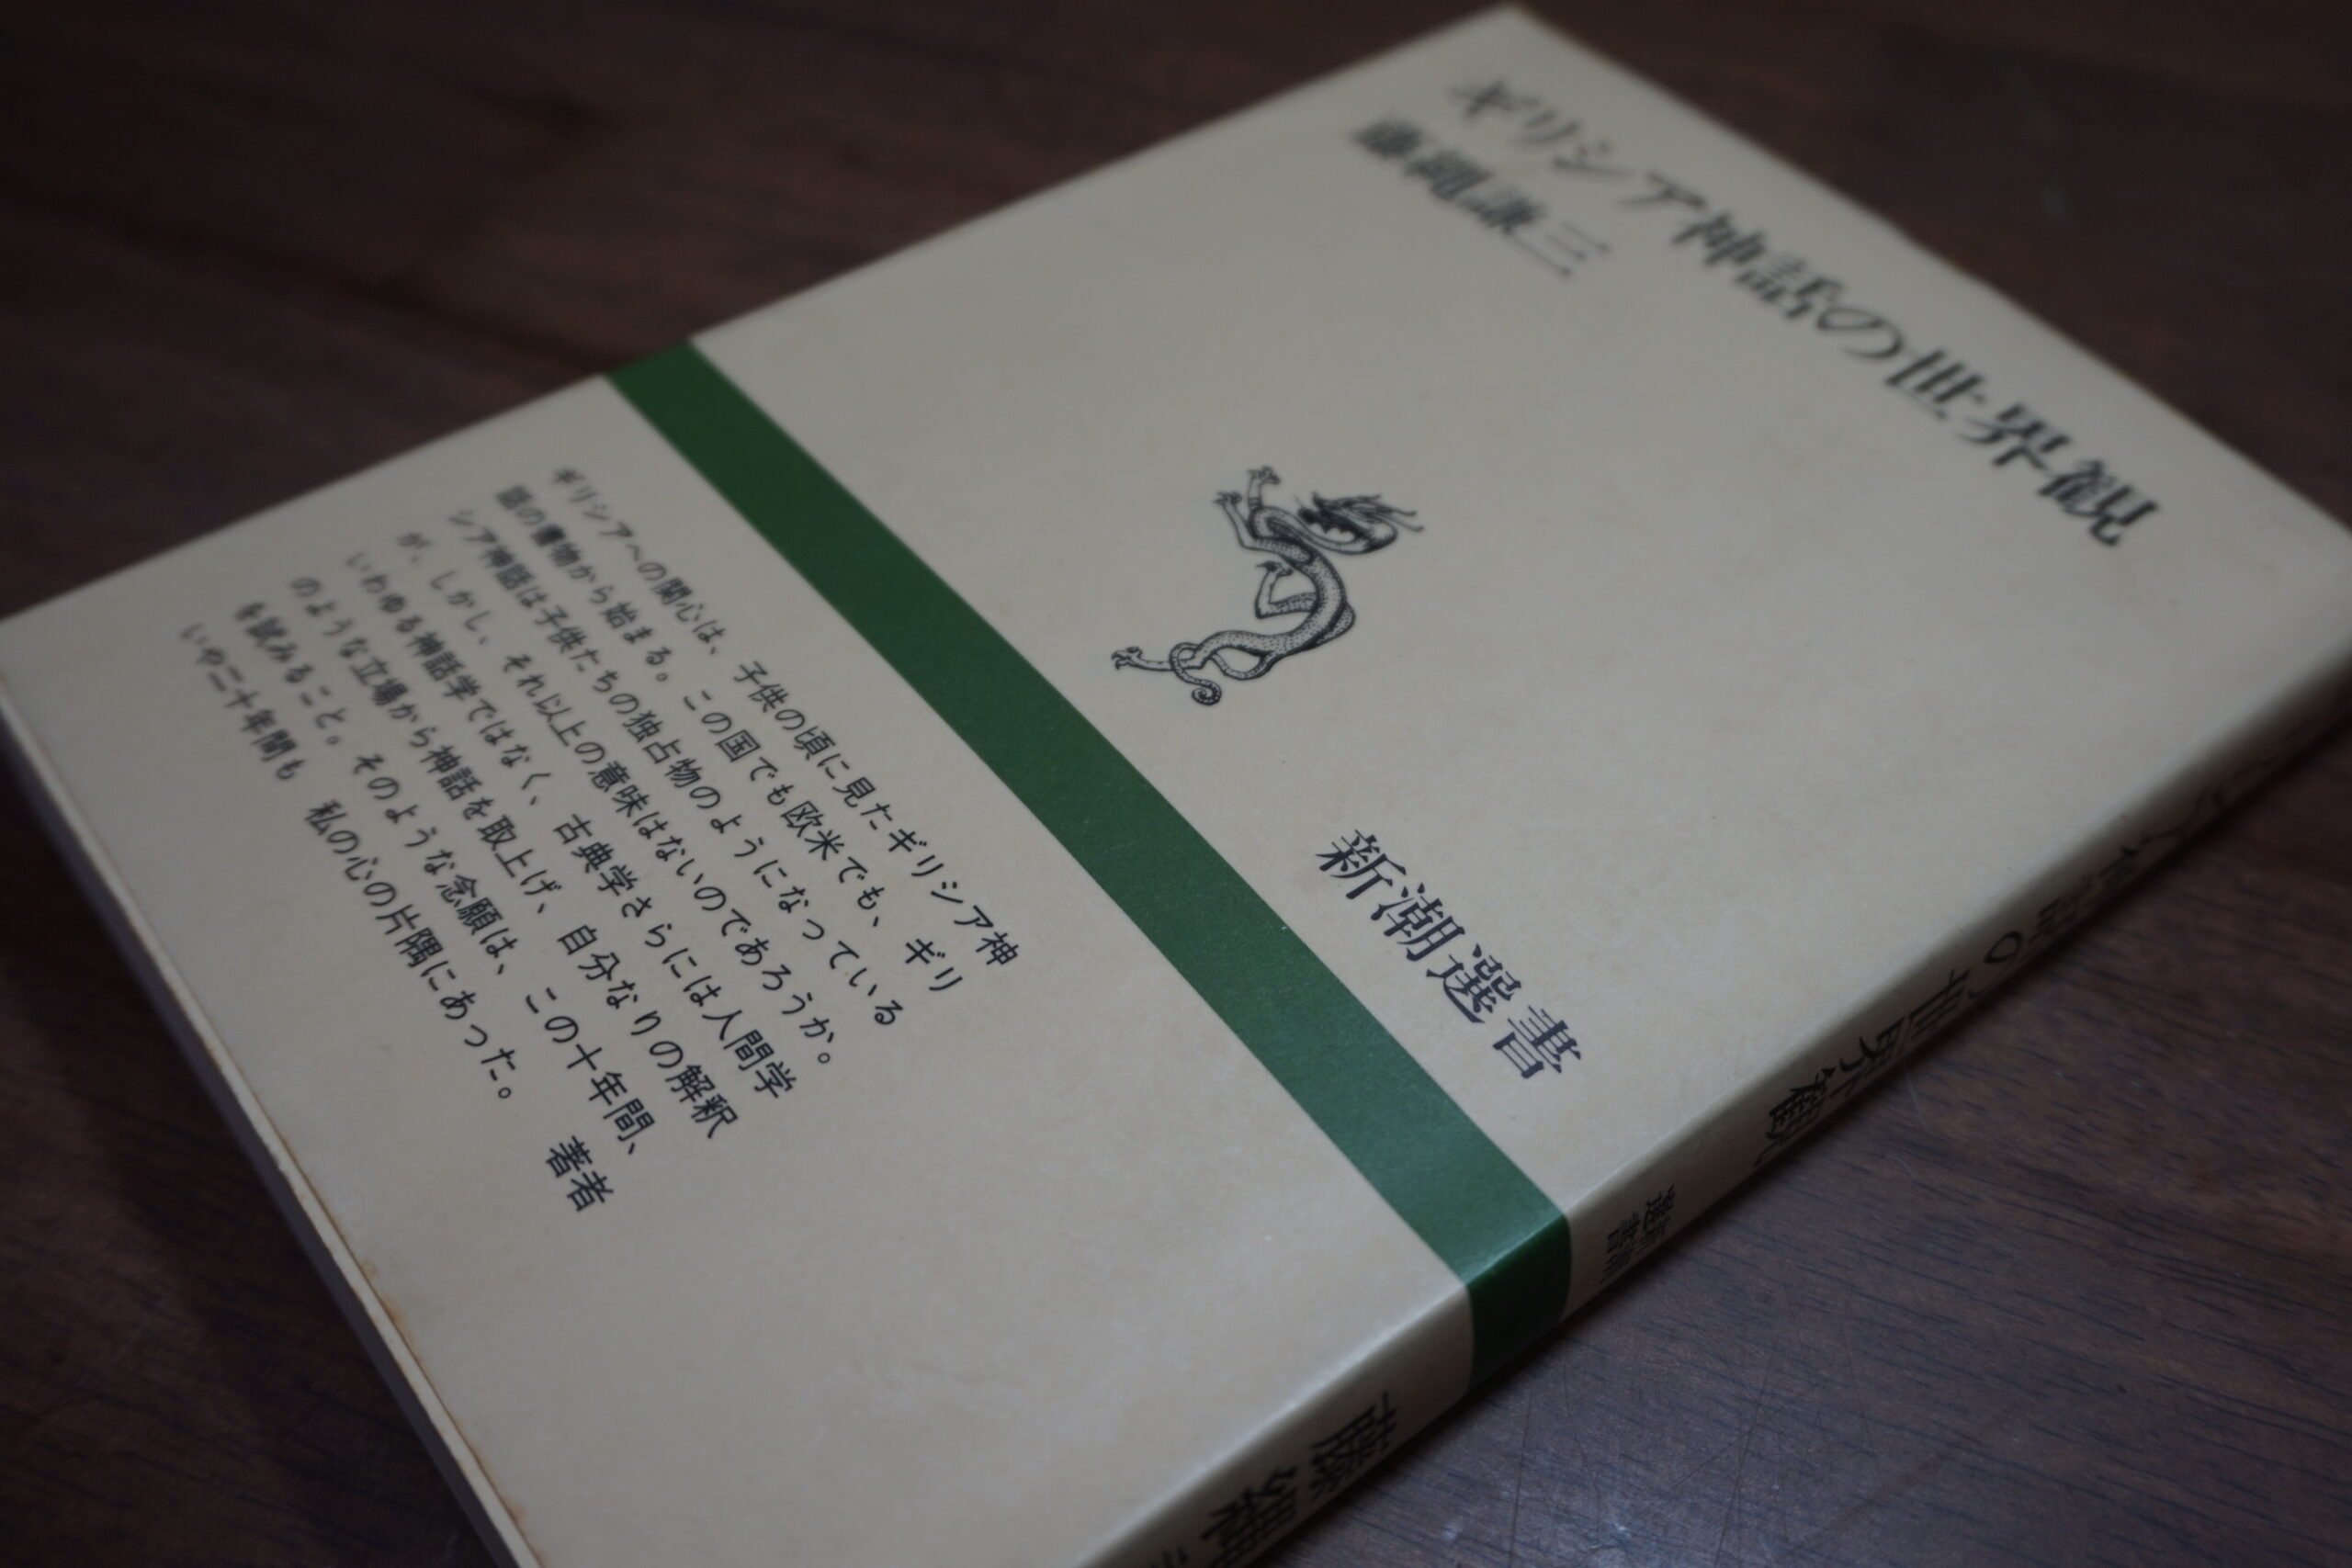 ギリシア神話の世界観
藤縄謙三
新潮選書
ギリシアへの関心は、子供の頃に見たギリシア神
話の書物から始まる。この国でも欧米でも、ギリ
シア神話は子供たちの独占物のようになっている
が、しかし、それ以上の意味はないのであろうか。
いわゆる神話学ではなく、古典学さらには人間学
のような立場から神話を取上げ、自分なりの解釈
を試みること。そのような念願は、この十年間、
いや二十年間も 私の心の片隅にあった。
著者
神話の世界観
新潮
選書
藤縄